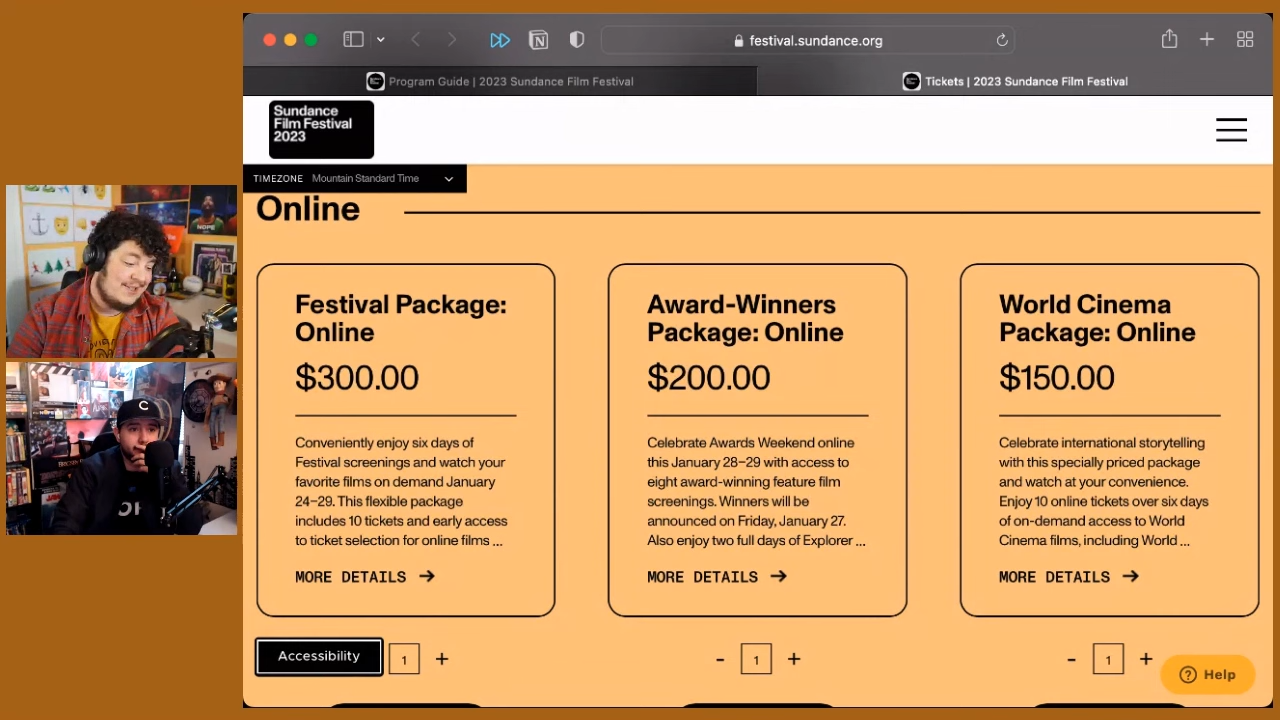 festival.sundance.org
Program Guide | 2023 Sundance Film Festival
Tickets | 2023 Sundance Film Festival
Sundance
Film Festival
2023
TIMEZONE Mountain Standard Time
Online
Festival Package:
Online
$300.00
Conveniently enjoy six days of
Festival screenings and watch your
favorite films on demand January
24–29. This flexible package
includes 10 tickets and early access
to ticket selection for online films ...
MORE DETAILS →
Award-Winners
Package: Online
$200.00
Celebrate Awards Weekend online
this January 28–29 with access to
eight award-winning feature film
screenings. Winners will be
announced on Friday, January 27.
Also enjoy two full days of Explorer ...
MORE DETAILS →
World Cinema
Package: Online
$150.00
Celebrate international storytelling
with this specially priced package
and watch at your convenience.
Enjoy 10 online tickets over six days
of on-demand access to World
Cinema films, including World ...
MORE DETAILS →
Accessibility
1 +
- 1 +
- 1 +
Help
NOPE
C